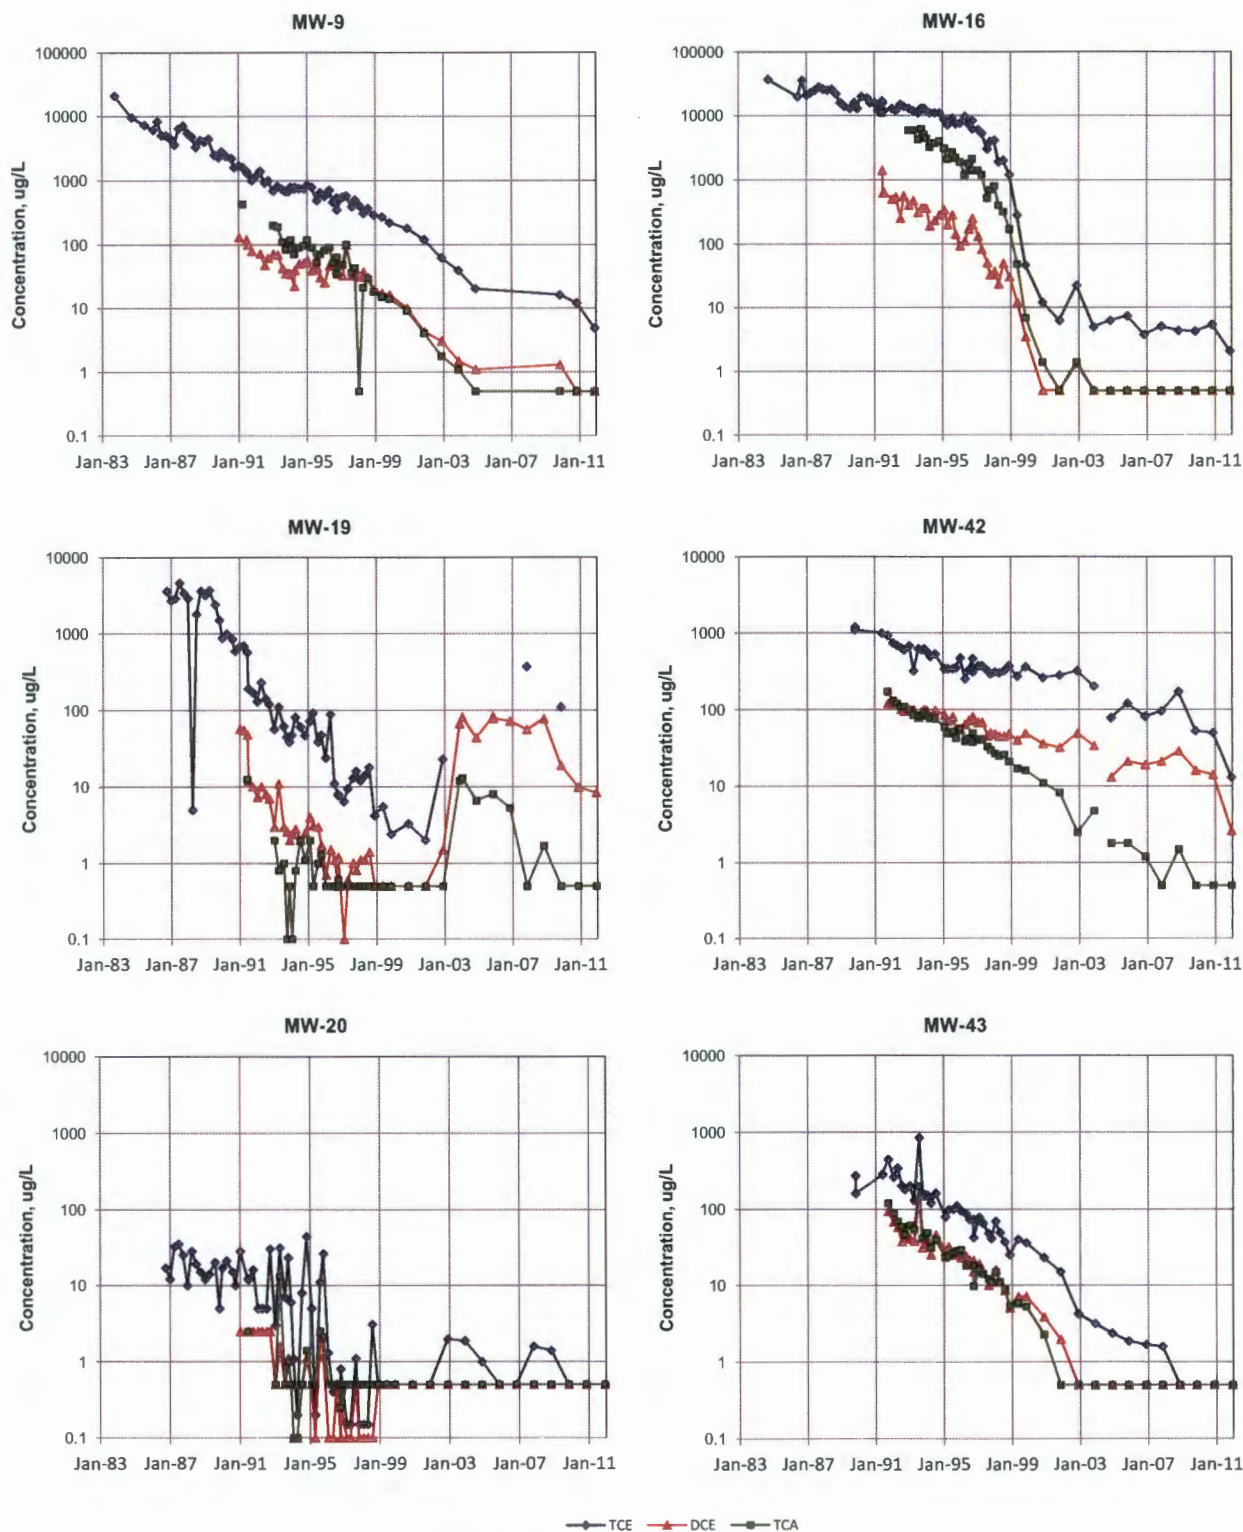 MW-9
100000
10000
1000
100
10
1
0.1
Concentration, ug/L
Jan-83 Jan-87 Jan-91 Jan-95 Jan-99 Jan-03 Jan-07 Jan-11
MW-16
100000
10000
1000
100
10
1
0.1
Concentration, ug/L
Jan-83 Jan-87 Jan-91 Jan-95 Jan-99 Jan-03 Jan-07 Jan-11
MW-19
10000
1000
100
10
1
0.1
Concentration, ug/L
Jan-83 Jan-87 Jan-91 Jan-95 Jan-99 Jan-03 Jan-07 Jan-11
MW-42
10000
1000
100
10
1
0.1
Concentration, ug/L
Jan-83 Jan-87 Jan-91 Jan-95 Jan-99 Jan-03 Jan-07 Jan-11
MW-20
10000
1000
100
10
1
0.1
Concentration, ug/L
Jan-83 Jan-87 Jan-91 Jan-95 Jan-99 Jan-03 Jan-07 Jan-11
MW-43
10000
1000
100
10
1
0.1
Concentration, ug/L
Jan-83 Jan-87 Jan-91 Jan-95 Jan-99 Jan-03 Jan-07 Jan-11
TCE DCE TCA